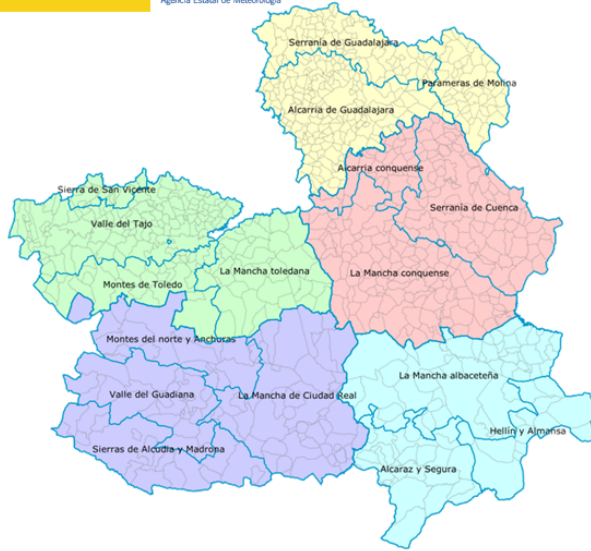 Agencia Estatal de Meteorología
Serranía de Guadalajara
Parameras de Molina
Alcarria de Guadalajara
Alcarria conquense
Sierra de San Vicente
Serranía de Cuenca
Valle del Tajo
La Mancha toledana
La Mancha conquense
Montes de Toledo
Montes del norte y Anchuras
La Mancha albaceteña
Valle del Guadiana
La Mancha de Ciudad Real
Hellín y Almansa
Sierras de Alcudia y Madrona
Alcaraz y Segura